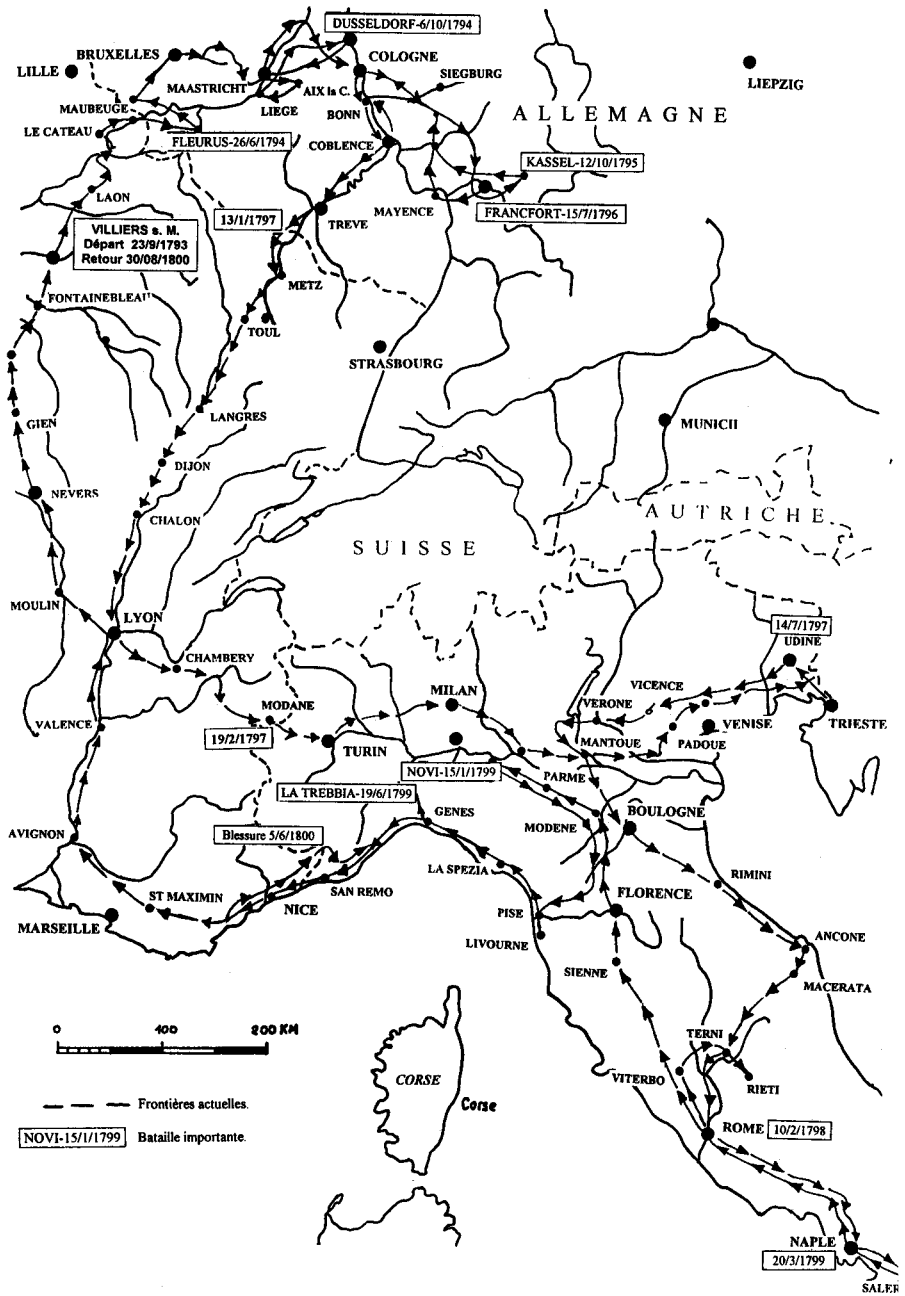 DUSSELDORF-6/10/1794
BRUXELLES
COLOGNE
LILLE
SIEGBURG
LIEPZIG
MAASTRICHT
AIX la C.
MAUBEUGE
LIEGE
BONN
ALLEMAGNE
LE CATEAU
FLEURUS-26/6/1794
COBLENCE
KASSEL-12/10/1795
LAON
MAYENCE
FRANCFORT-15/7/1796
13/1/1797
TREVE
VILLIERS s. M.
Départ 23/9/1793
Retour 30/08/1800
METZ
FONTAINEBLEAU
TOUL
STRASBOURG
LANGRES
GIEN
MUNICII
DIJON
NEVERS
CHALON
AUTRICHE
SUISSE
MOULIN
LYON
14/7/1797
UDINE
CHAMBERY
VICENCE
MILAN
MODANE
VERONE
VALENCE
VENISE
TRIESTE
19/2/1797
TURIN
MANTOUE
PADOUE
NOVI-15/1/1799
PARME
LA TREBBIA-19/6/1799
GENES
BOULOGNE
AVIGNON
Blessure 5/6/1800
MODENE
LA SPEZIA
RIMINI
ST MAXIMIN
SAN REMO
NICE
FLORENCE
MARSEILLE
PISE
LIVOURNE
ANCONE
SIENNE
MACERATA
0 100 200 KM
TERNI
VITERBO
RIETI
CORSE
Corse
Frontières actuelles.
NOVI-15/1/1799 Bataille importante.
ROME 10/2/1798
NAPLE
20/3/1799
SALER